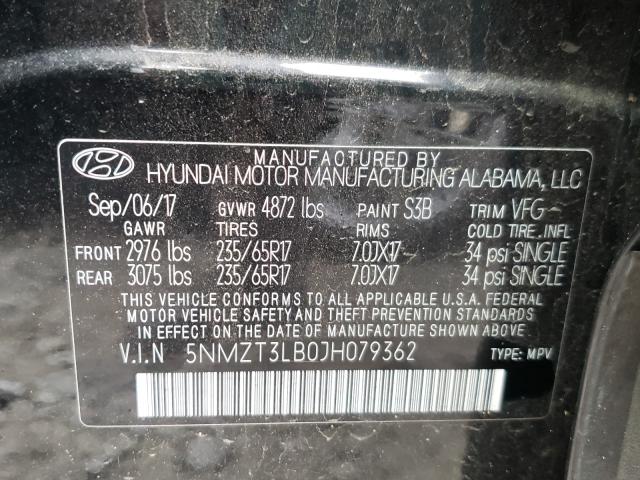 MANUFACTURED BY
HYUNDAI MOTOR MANUFACTURING ALABAMA, LLC
Sep/06/17 GVWR 4872 lbs PAINT S3B TRIM VFG
GAWR TIRES RIMS COLD TIRE.INFL
FRONT 2976 lbs 235/65R17 7.0JX17 34 psi SINGLE
REAR 3075 lbs 235/65R17 7.0JX17 34 psi SINGLE
THIS VEHICLE CONFORMS TO ALL APPLICABLE U.S.A. FEDERAL
MOTOR VEHICLE SAFETY AND THEFT PREVENTION STANDARDS
IN EFFECT ON THE DATE OF MANUFACTURE SHOWN ABOVE.
V.I.N 5NMZT3LB0JH079362 TYPE: MPV